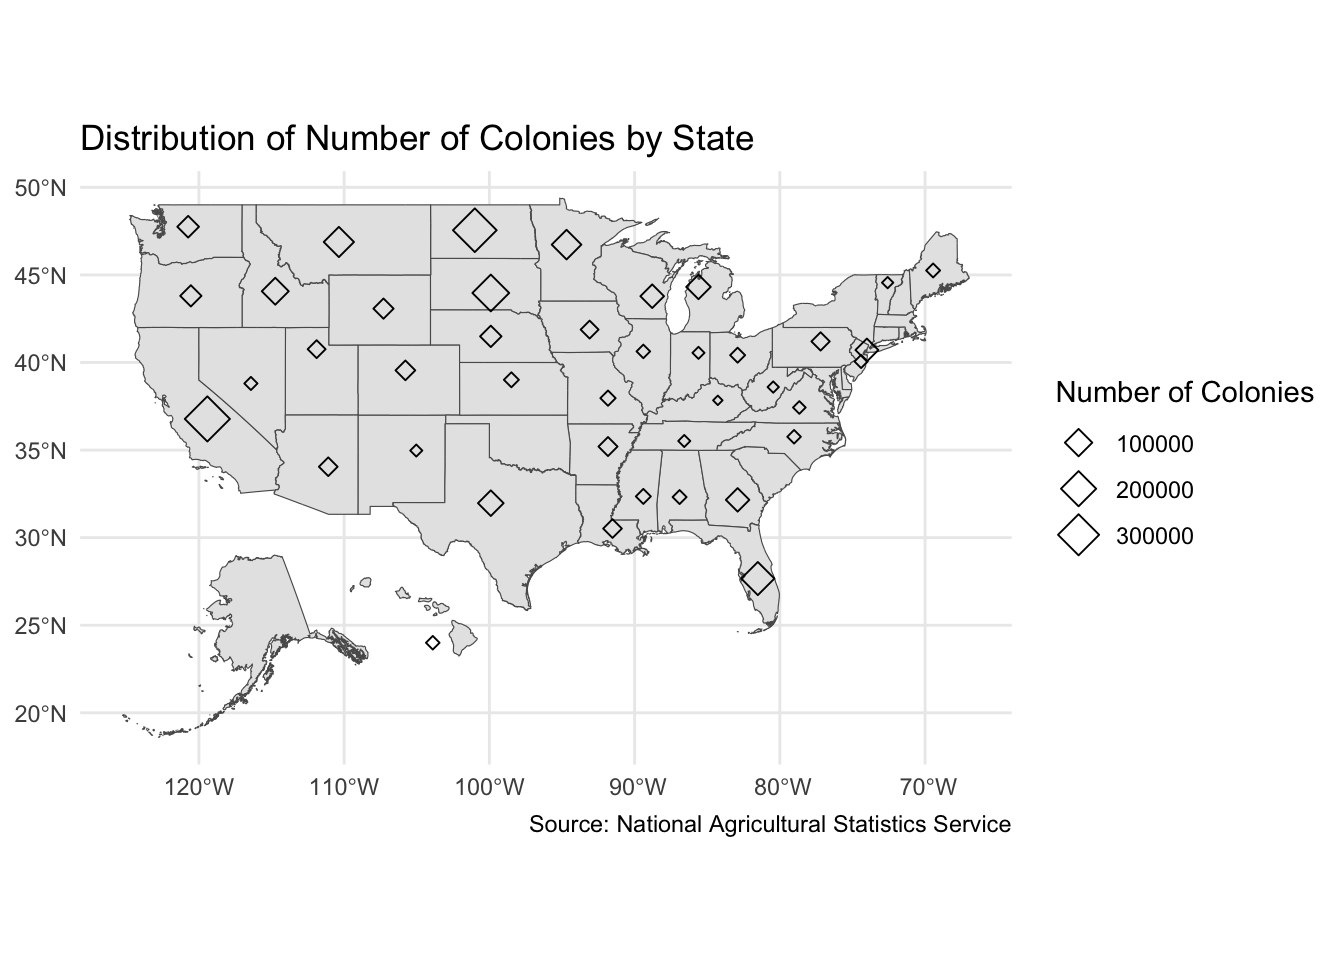 Distribution of Number of Colonies by State
50°N
45°N
40°N
35°N
30°N
25°N
20°N
120°W 110°W 100°W 90°W 80°W 70°W
Source: National Agricultural Statistics Service
Number of Colonies
100000
200000
300000